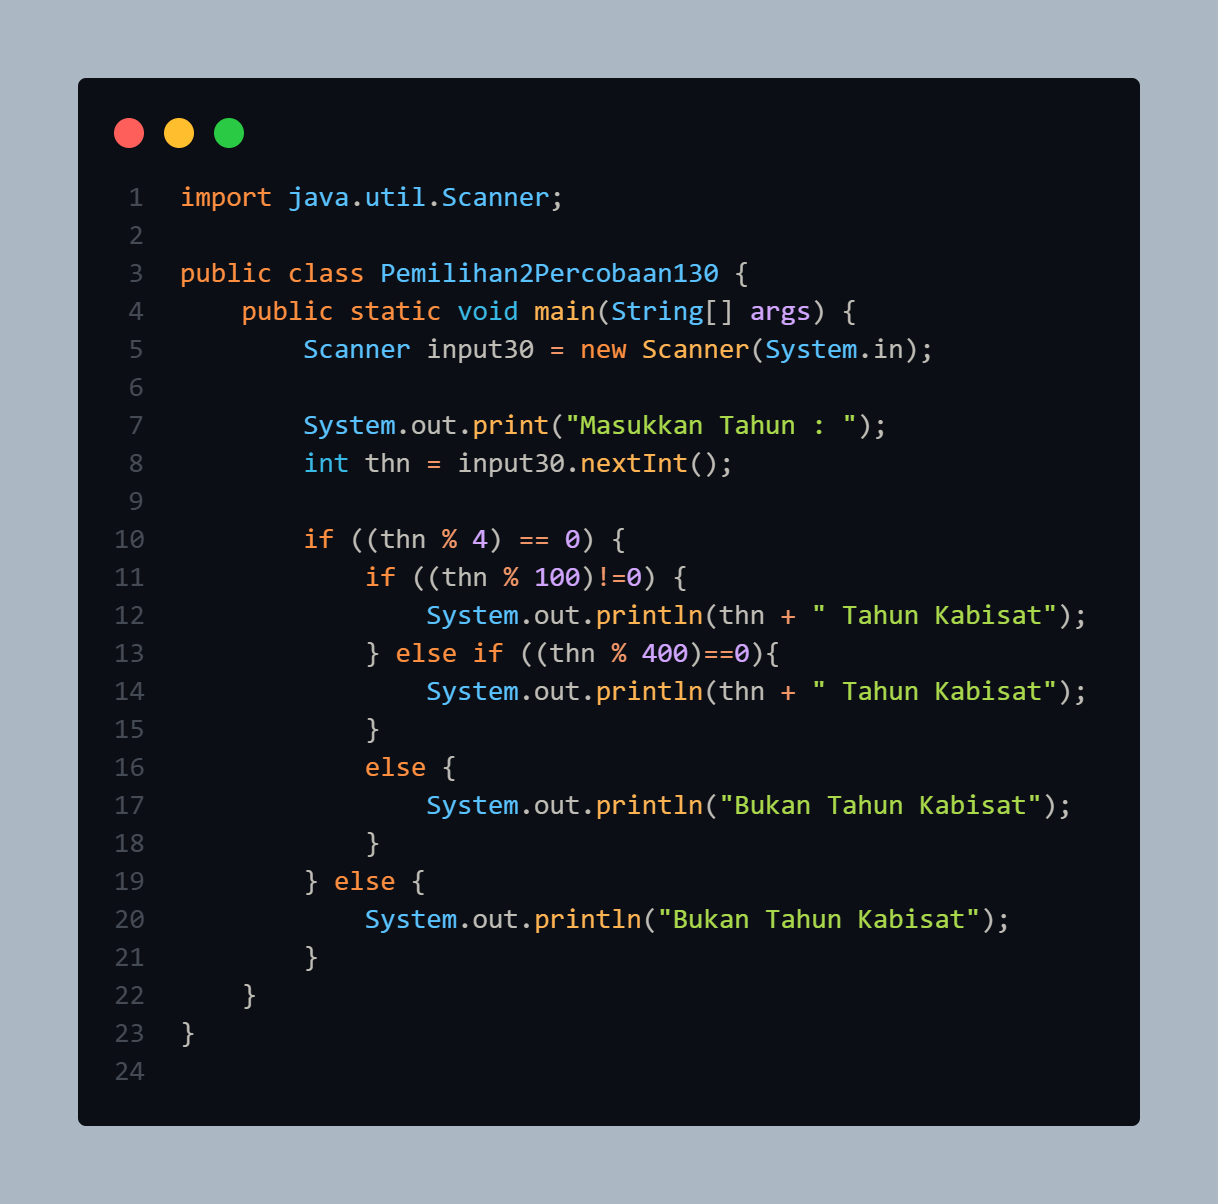 1 import java.util.Scanner;
2
3 public class Pemilihan2Percobaan130 {
4     public static void main(String[] args) {
5         Scanner input30 = new Scanner(System.in);
6
7         System.out.print("Masukkan Tahun : ");
8         int thn = input30.nextInt();
9
10         if ((thn % 4) == 0) {
11             if ((thn % 100)!=0) {
12                 System.out.println(thn + " Tahun Kabisat");
13             } else if ((thn % 400)==0){
14                 System.out.println(thn + " Tahun Kabisat");
15             }
16             else {
17                 System.out.println("Bukan Tahun Kabisat");
18             }
19         } else {
20             System.out.println("Bukan Tahun Kabisat");
21         }
22     }
23 }
24